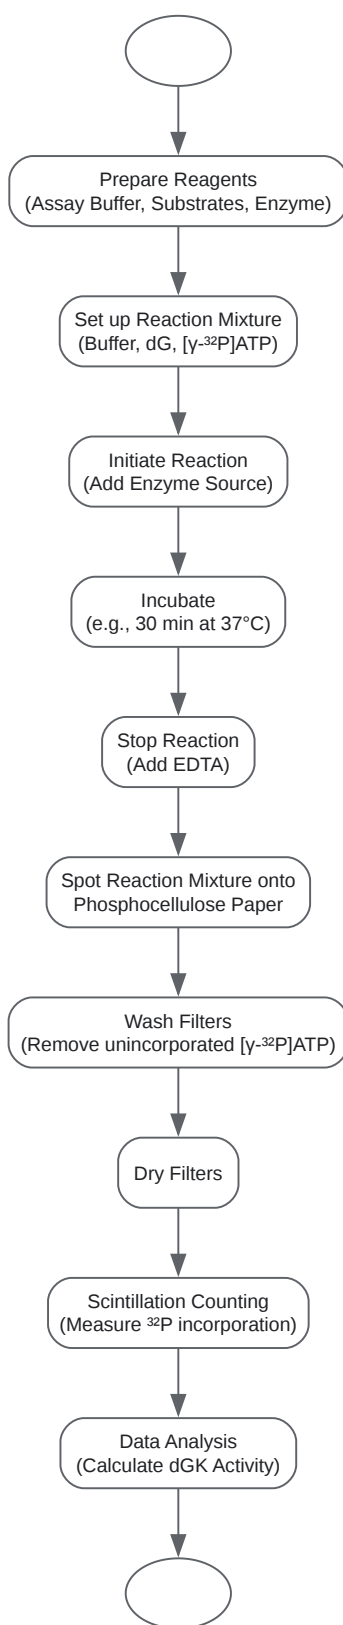 Prepare Reagents
(Assay Buffer, Substrates, Enzyme)
Set up Reaction Mixture
(Buffer, dG, [γ-³²P]ATP)
Initiate Reaction
(Add Enzyme Source)
Incubate
(e.g., 30 min at 37°C)
Stop Reaction
(Add EDTA)
Spot Reaction Mixture onto
Phosphocellulose Paper
Wash Filters
(Remove unincorporated [γ-³²P]ATP)
Dry Filters
Scintillation Counting
(Measure ³²P incorporation)
Data Analysis
(Calculate dGK Activity)